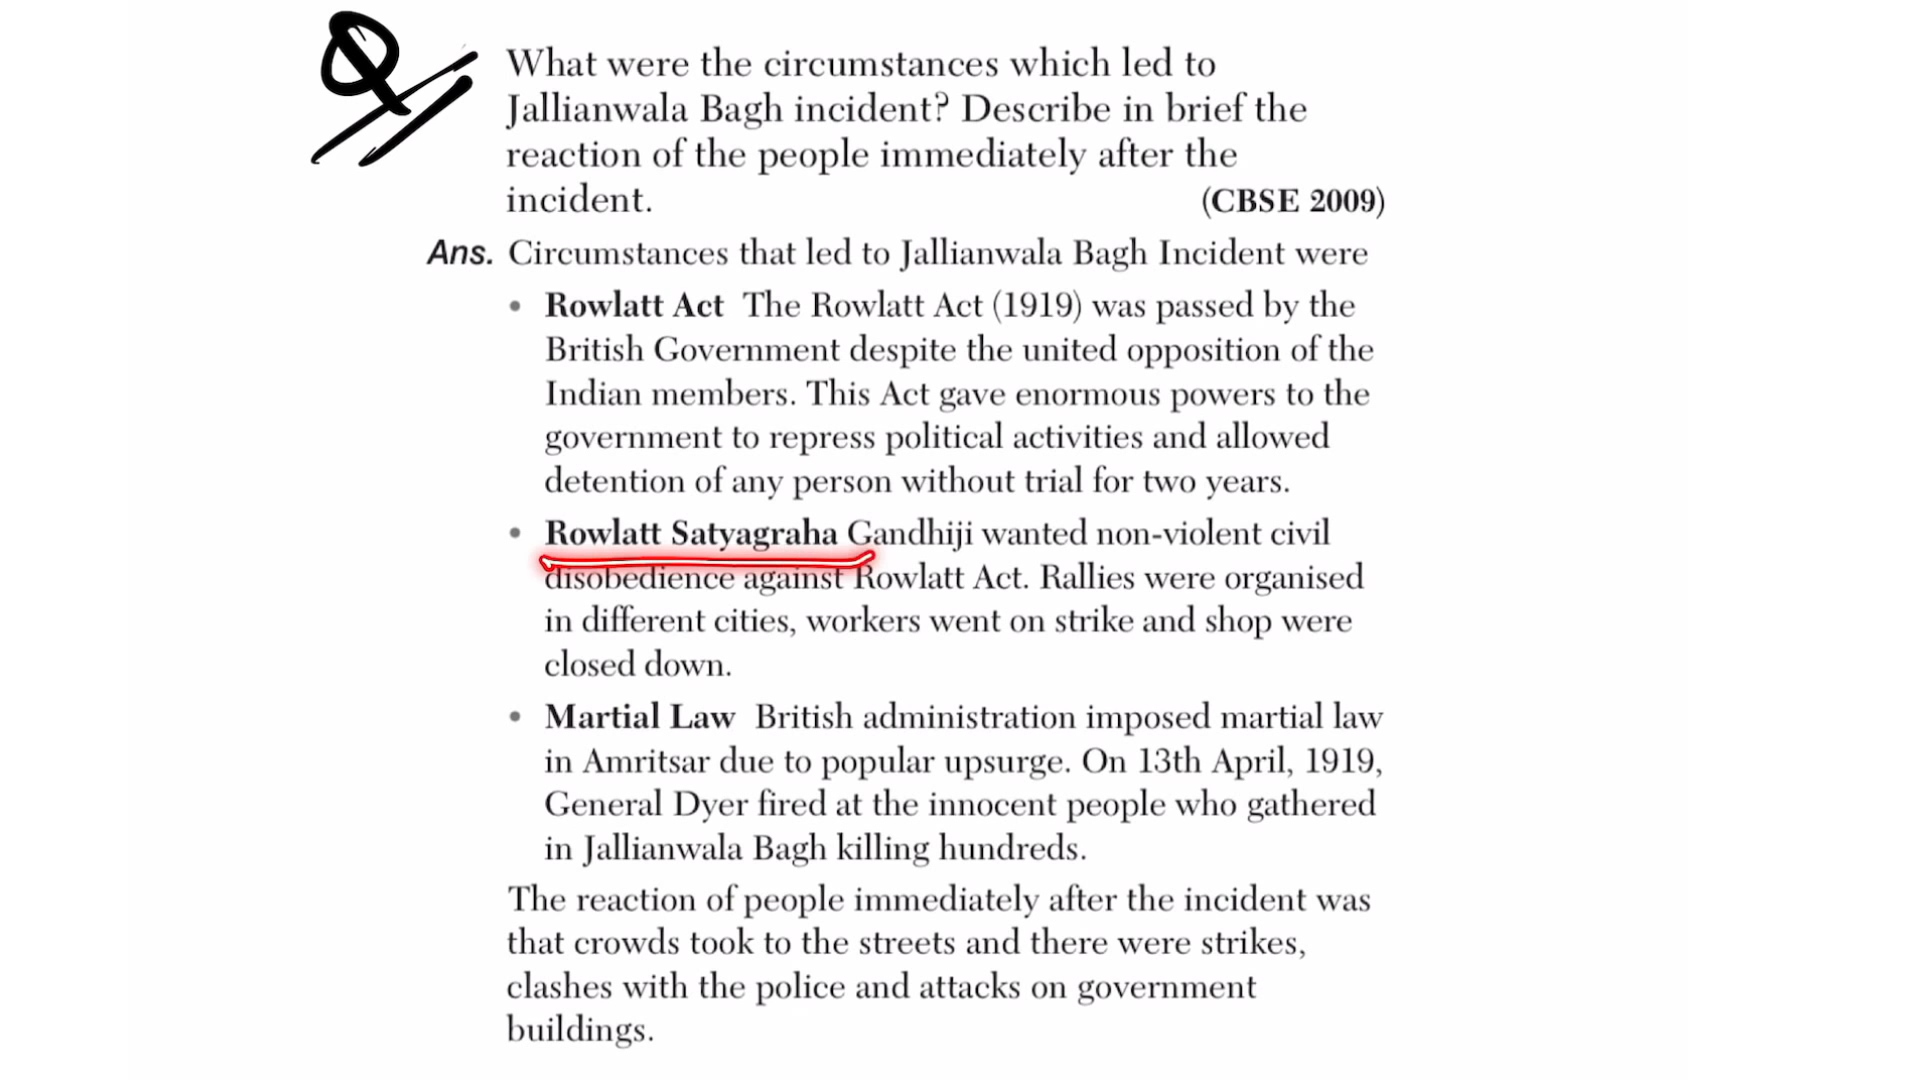 Q
What were the circumstances which led to
Jallianwala Bagh incident? Describe in brief the
reaction of the people immediately after the
incident. (CBSE 2009)
Ans. Circumstances that led to Jallianwala Bagh Incident were
• Rowlatt Act The Rowlatt Act (1919) was passed by the
British Government despite the united opposition of the
Indian members. This Act gave enormous powers to the
government to repress political activities and allowed
detention of any person without trial for two years.
• Rowlatt Satyagraha Gandhiji wanted non-violent civil
disobedience against Rowlatt Act. Rallies were organised
in different cities, workers went on strike and shop were
closed down.
• Martial Law British administration imposed martial law
in Amritsar due to popular upsurge. On 13th April, 1919,
General Dyer fired at the innocent people who gathered
in Jallianwala Bagh killing hundreds.
The reaction of people immediately after the incident was
that crowds took to the streets and there were strikes,
clashes with the police and attacks on government
buildings.